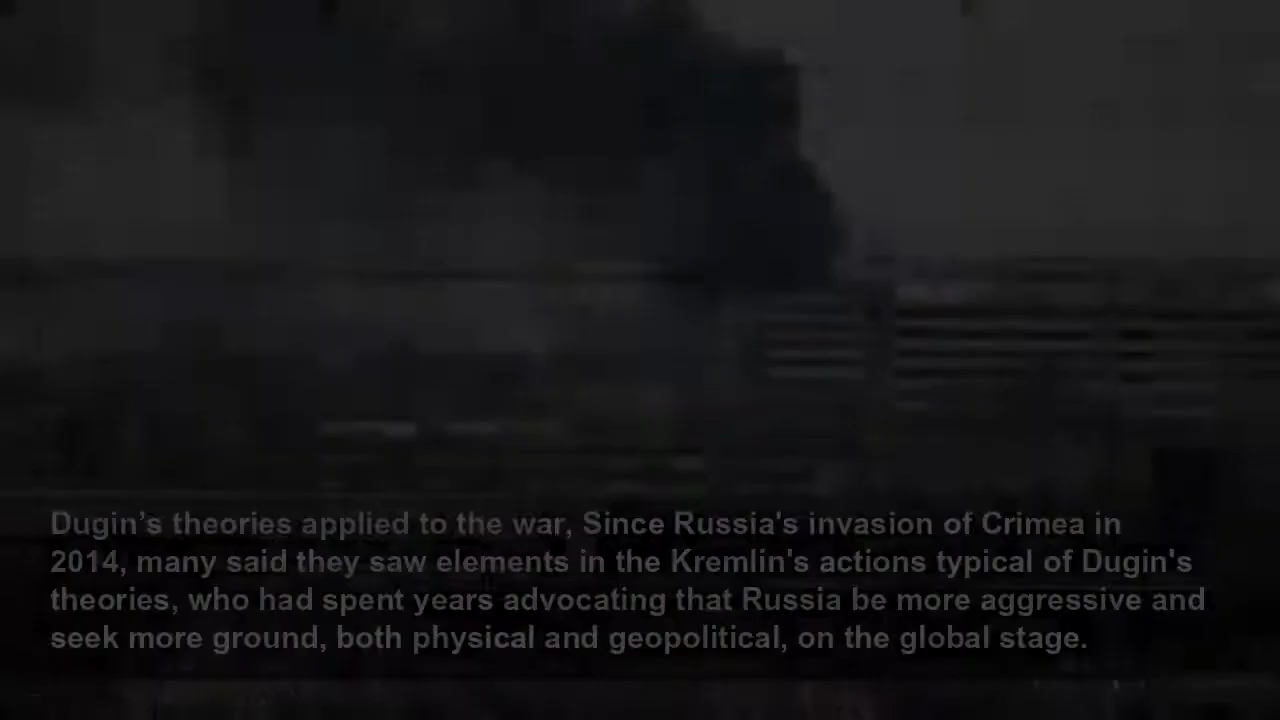 Dugin’s theories applied to the war, Since Russia's invasion of Crimea in
2014, many said they saw elements in the Kremlin's actions typical of Dugin's
theories, who had spent years advocating that Russia be more aggressive and
seek more ground, both physical and geopolitical, on the global stage.